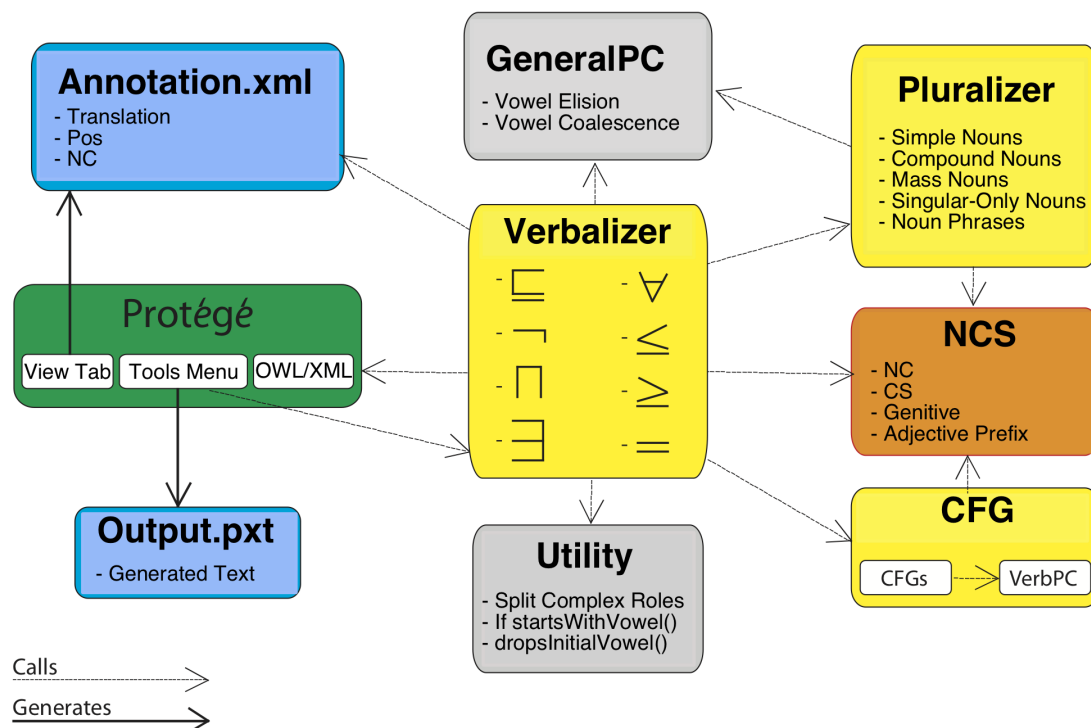 Annotation.xml
- Translation
- Pos
- NC
GeneralPC
- Vowel Elision
- Vowel Coalescence
Pluralizer
- Simple Nouns
- Compound Nouns
- Mass Nouns
- Singular-Only Nouns
- Noun Phrases
Verbalizer
- ⊑ - ∀
- ¬ - ≤
- ⊓ - ≥
- ∃ - =
Protégé
View Tab Tools Menu OWL/XML
NCS
- NC
- CS
- Genitive
- Adjective Prefix
Output.pxt
- Generated Text
Utility
- Split Complex Roles
- If startsWithVowel()
- dropsInitialVowel()
CFG
CFGs VerbPC
Calls
Generates